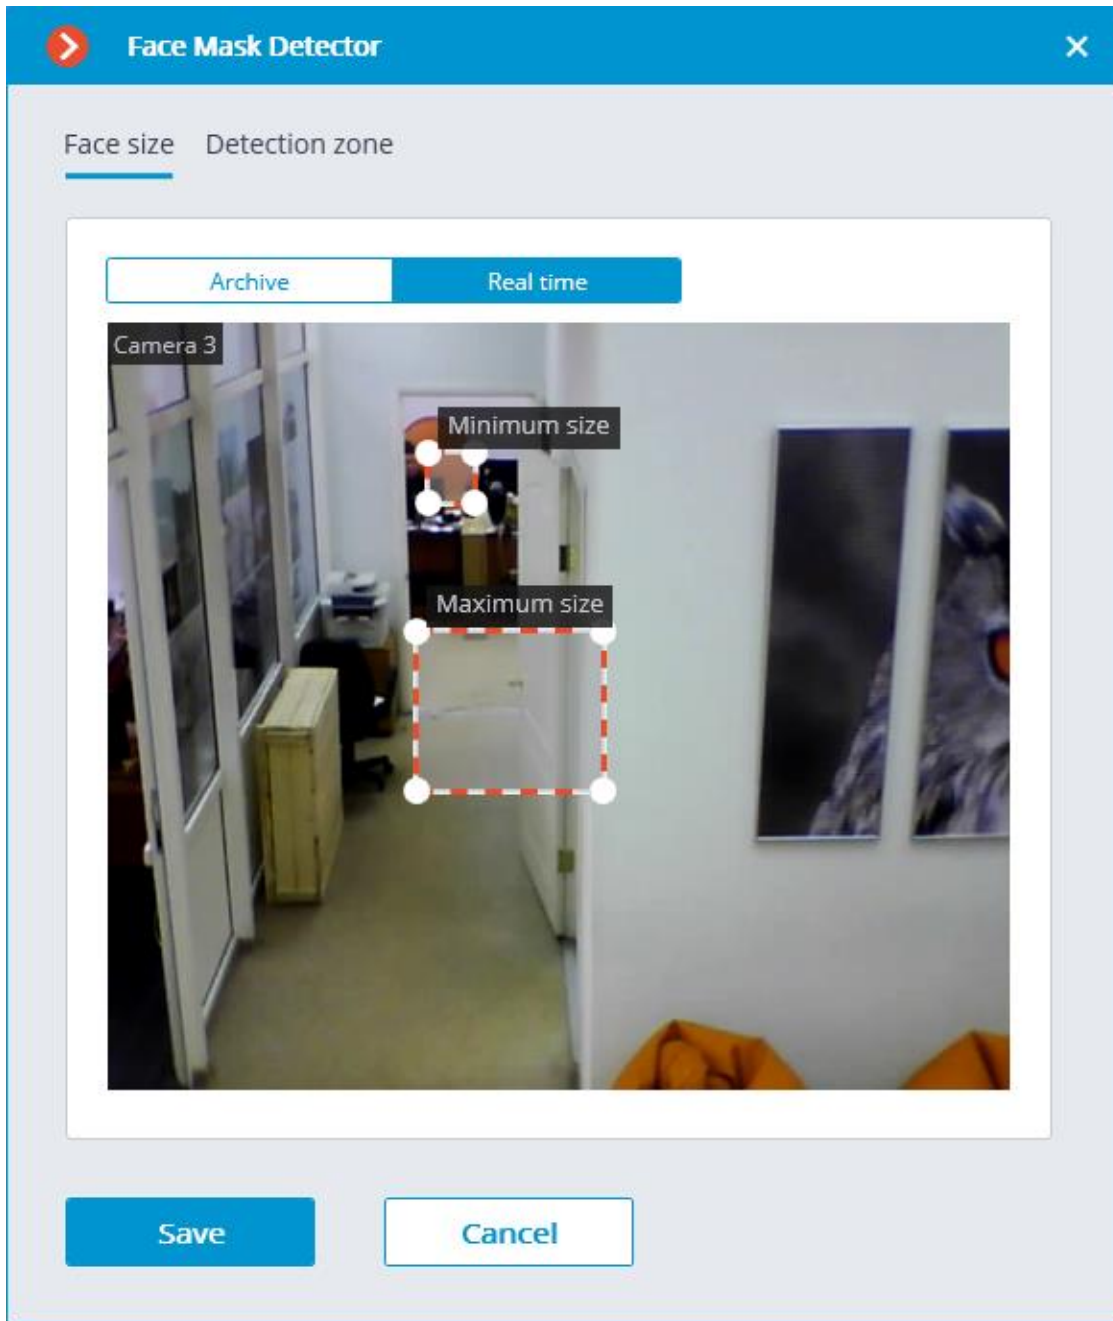 Face Mask Detector
Face size Detection zone
Archive Real time
Camera 3
Minimum size
Maximum size
Save Cancel